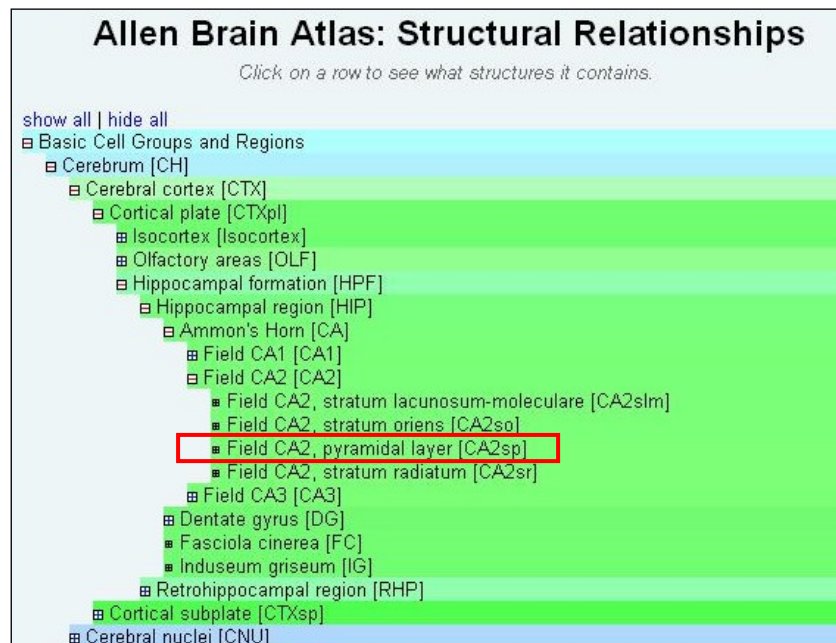 Allen Brain Atlas: Structural Relationships
Click on a row to see what structures it contains.
show all | hide all
Basic Cell Groups and Regions
Cerebrum [CH]
Cerebral cortex [CTX]
Cortical plate [CTXpl]
Isocortex [Isocortex]
Olfactory areas [OLF]
Hippocampal formation [HPF]
Hippocampal region [HIP]
Ammon's Horn [CA]
Field CA1 [CA1]
Field CA2 [CA2]
Field CA2, stratum lacunosum-moleculare [CA2slm]
Field CA2, stratum oriens [CA2so]
Field CA2, pyramidal layer [CA2sp]
Field CA2, stratum radiatum [CA2sr]
Field CA3 [CA3]
Dentate gyrus [DG]
Fasciola cinerea [FC]
Induseum griseum [IG]
Retrohippocampal region [RHP]
Cortical subplate [CTXsp]
Cerebral nuclei [CNU]